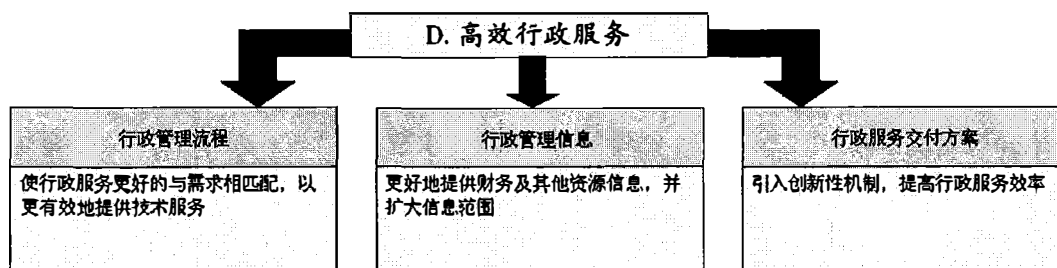 D. 高效行政服务
行政管理流程
使行政服务更好的与需求相匹配，以
更有效地提供技术服务
行政管理信息
更好地提供财务及其他资源信息，并
扩大信息范围
行政服务交付方案
引入创新性机制，提高行政服务效率